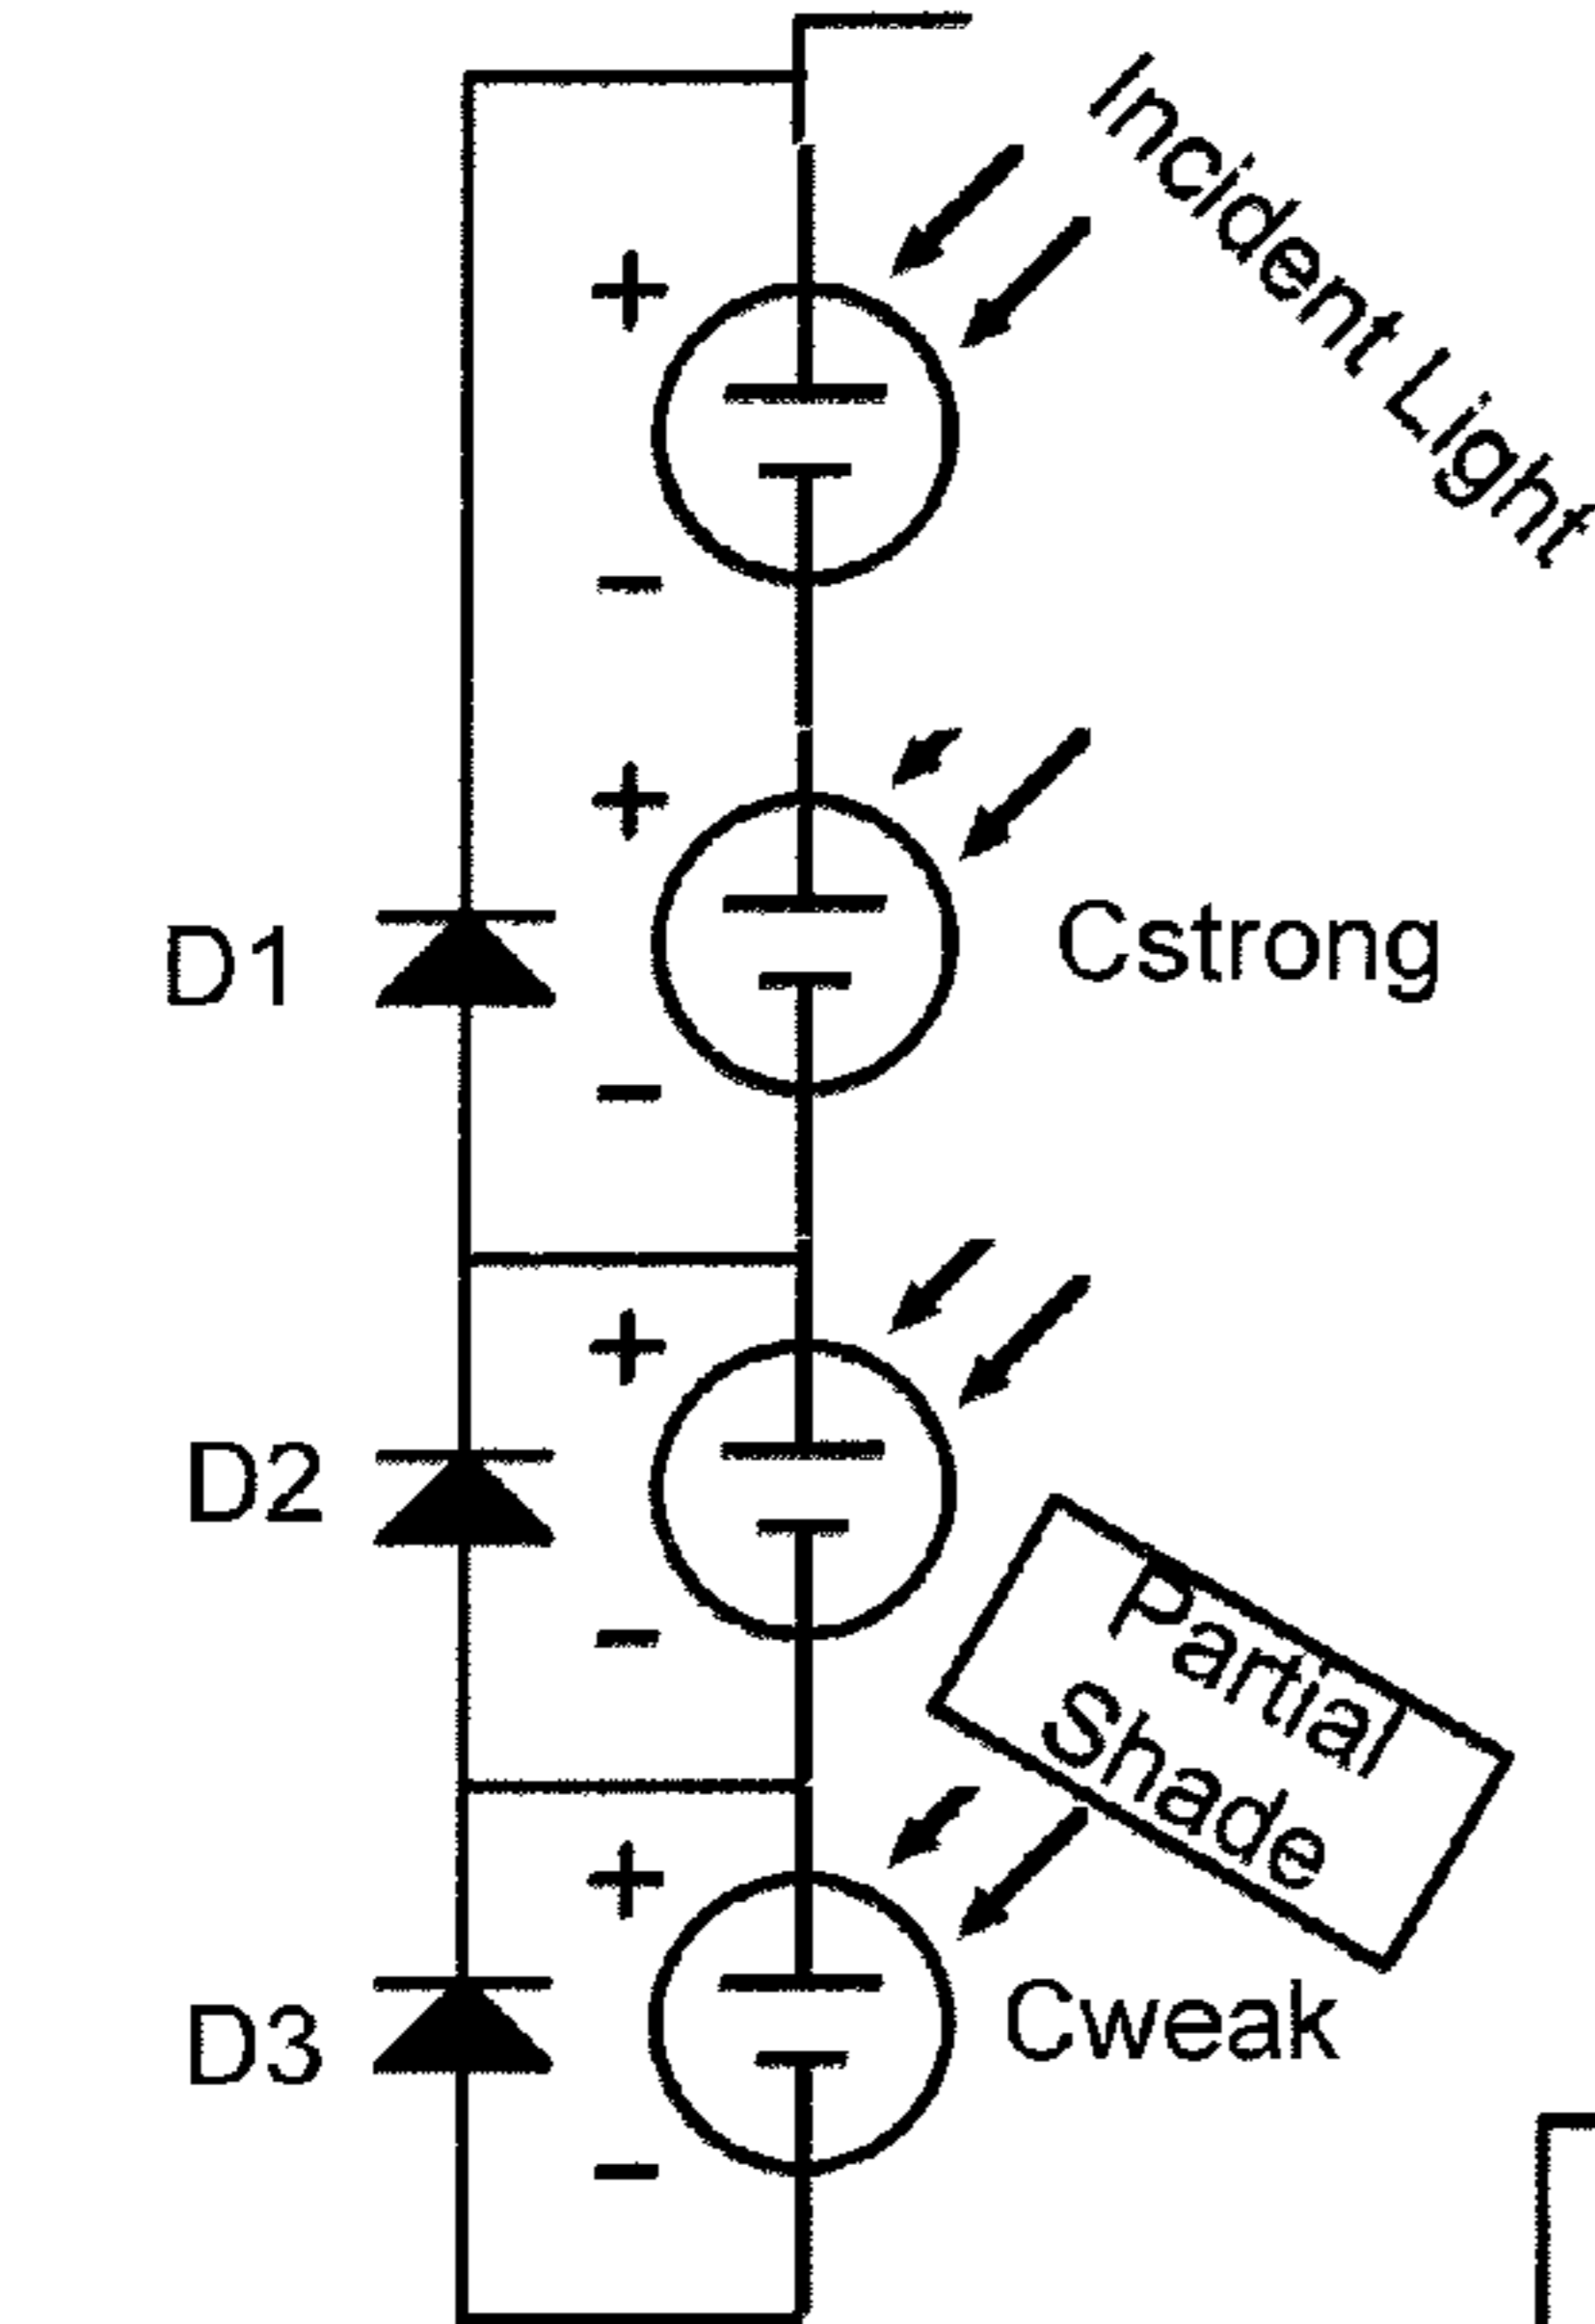 Incident Light
+
-
+
D1
Cstrong
-
+
D2
-
Partial
Shade
+
D3
Cweak
-